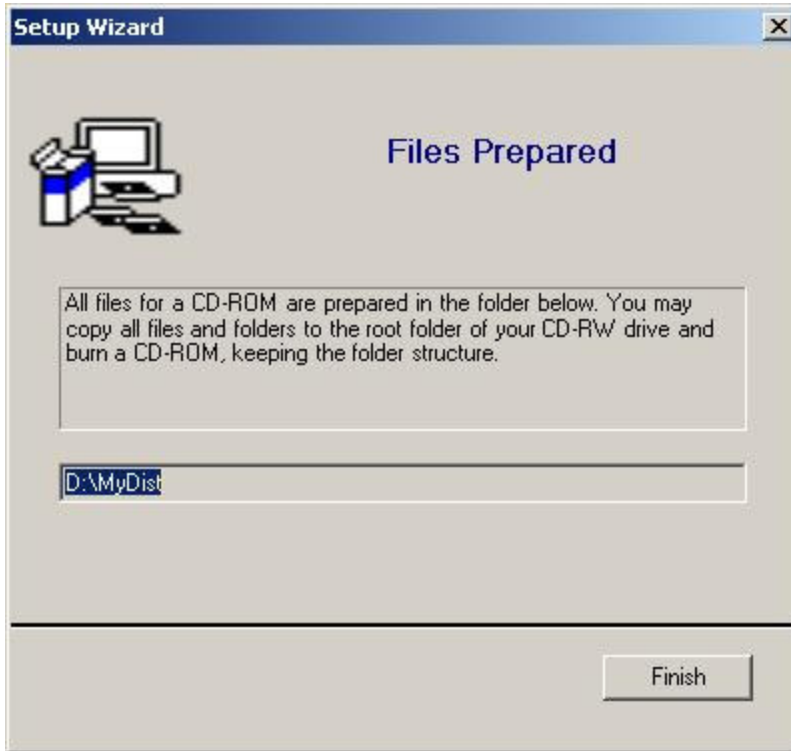 Setup Wizard
Files Prepared
All files for a CD-ROM are prepared in the folder below. You may
copy all files and folders to the root folder of your CD-RW drive and
burn a CD-ROM, keeping the folder structure.
D:\MyDist
Finish